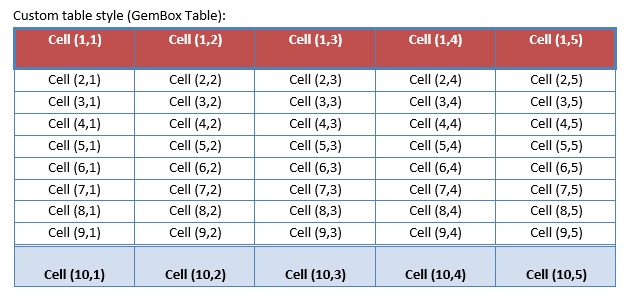 Custom table style (GemBox Table):
Cell (1,1) Cell (1,2) Cell (1,3) Cell (1,4) Cell (1,5)
Cell (2,1) Cell (2,2) Cell (2,3) Cell (2,4) Cell (2,5)
Cell (3,1) Cell (3,2) Cell (3,3) Cell (3,4) Cell (3,5)
Cell (4,1) Cell (4,2) Cell (4,3) Cell (4,4) Cell (4,5)
Cell (5,1) Cell (5,2) Cell (5,3) Cell (5,4) Cell (5,5)
Cell (6,1) Cell (6,2) Cell (6,3) Cell (6,4) Cell (6,5)
Cell (7,1) Cell (7,2) Cell (7,3) Cell (7,4) Cell (7,5)
Cell (8,1) Cell (8,2) Cell (8,3) Cell (8,4) Cell (8,5)
Cell (9,1) Cell (9,2) Cell (9,3) Cell (9,4) Cell (9,5)
Cell (10,1) Cell (10,2) Cell (10,3) Cell (10,4) Cell (10,5)